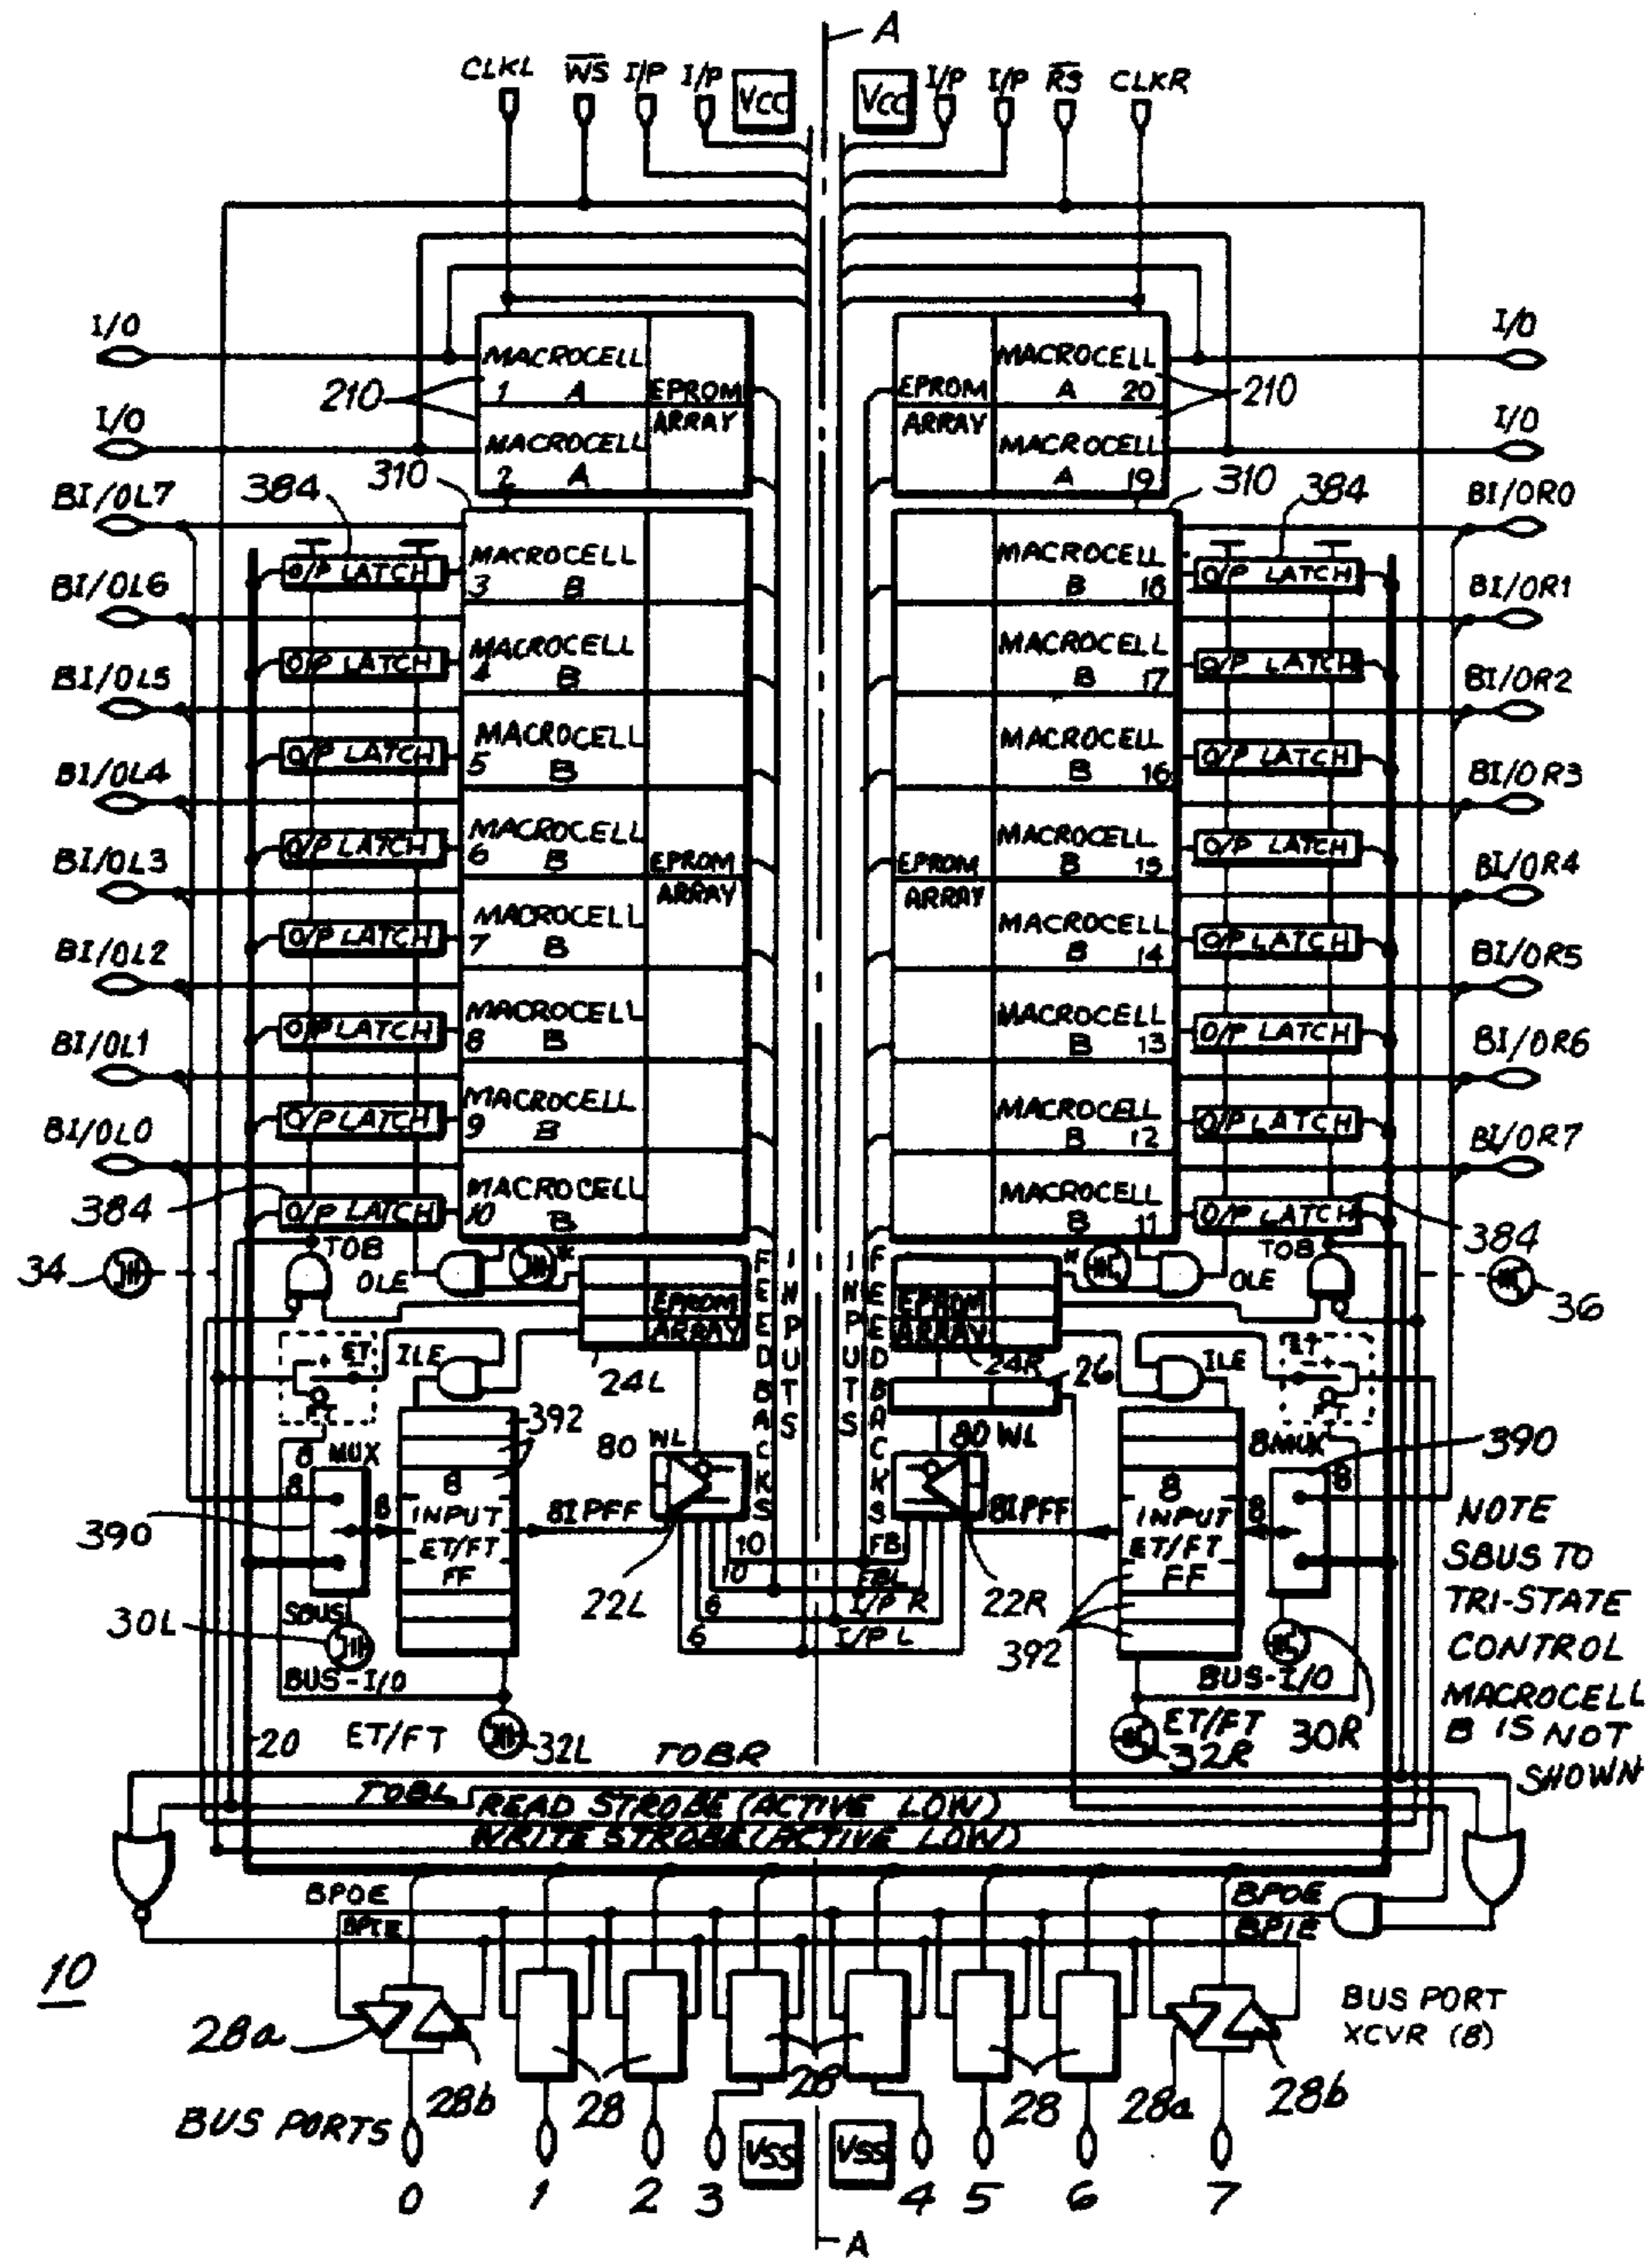 A
CLKL W̅S̅ I/P I/P VCC VCC I/P I/P R̅S̅ CLKR
I/O
I/O
MACROCELL
1 A
EPROM
ARRAY
MACROCELL
2 A
210
EPROM
ARRAY
MACROCELL
A 20
MACROCELL
A 19
210
I/O
I/O
BI/OL7
BI/OL6
BI/OL5
BI/OL4
BI/OL3
BI/OL2
BI/OL1
BI/OL0
384
310
O/P LATCH
O/P LATCH
O/P LATCH
O/P LATCH
O/P LATCH
O/P LATCH
O/P LATCH
O/P LATCH
384
MACROCELL
3 B
MACROCELL
4 B
MACROCELL
5 B
MACROCELL
6 B
MACROCELL
7 B
MACROCELL
8 B
MACROCELL
9 B
MACROCELL
10 B
EPROM
ARRAY
EPROM
ARRAY
MACROCELL
B 18
MACROCELL
B 17
MACROCELL
B 16
MACROCELL
B 15
MACROCELL
B 14
MACROCELL
B 13
MACROCELL
B 12
MACROCELL
B 11
310
384
O/P LATCH
O/P LATCH
O/P LATCH
O/P LATCH
O/P LATCH
O/P LATCH
O/P LATCH
O/P LATCH
384
BI/OR0
BI/OR1
BI/OR2
BI/OR3
BI/OR4
BI/OR5
BI/OR6
BI/OR7
34
TOB
OLE
*
EPROM
ARRAY
24L
FEEDBACKS
INPUTS
INPUTS
FEEDBACKS
*
EPROM
ARRAY
24R
26
OLE
TOB
36
ET
FT
ILE
ILE
ET
FT
8
MUX
8
390
8
392
8
INPUT
ET/FT
FF
8IPFF
80 WL
22L
10
10
6
6
FB
FBL
I/P R
I/P L
80 WL
22R
8IPFF
8
INPUT
ET/FT
FF
392
8
8MUX
8
390
SBUS
30L
BUS-I/O
20
ET/FT
32L
TOBR
ET/FT
32R
BUS-I/O
30R
NOTE
SBUS TO
TRI-STATE
CONTROL
MACROCELL
B IS NOT
SHOWN
TOBL
READ STROBE (ACTIVE LOW)
WRITE STROBE (ACTIVE LOW)
BPOE
BPIE
BPOE
BPIE
10
28a
28b
28
28
28
28a
28b
BUS PORT
XCVR (8)
BUS PORTS
0 1 2 3 VSS VSS 4 5 6 7
A